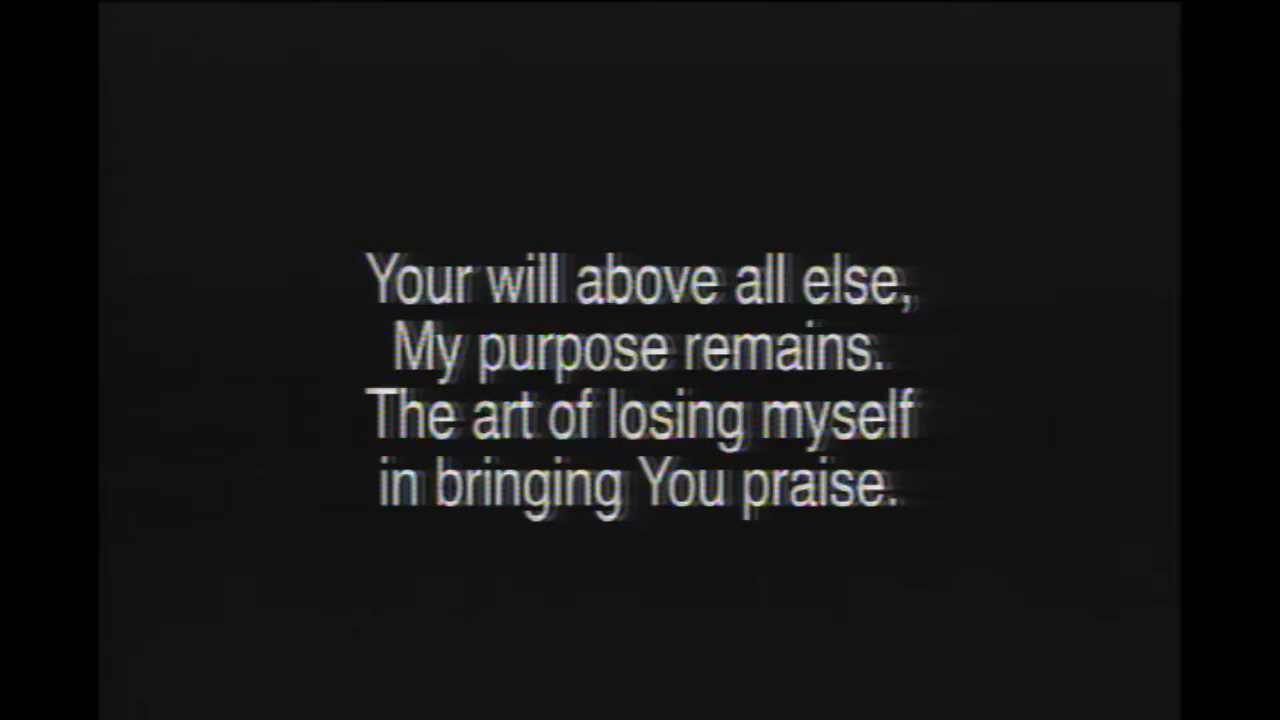 Your will above all else,
My purpose remains.
The art of losing myself
in bringing You praise.